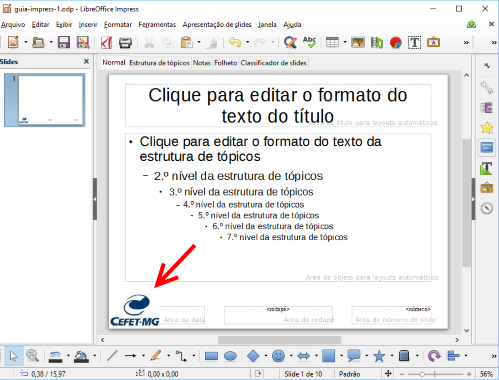 guia-impress-1.odp - LibreOffice Impress
Arquivo Editar Exibir Inserir Formatar Ferramentas Apresentação de slides Janela Ajuda
Slides
Normal Estrutura de tópicos Notas Folheto Classificador de slides
1
Clique para editar o formato do
texto do título
Área de título para layouts automáticos
• Clique para editar o formato do texto da
estrutura de tópicos
– 2.º nível da estrutura de tópicos
• 3.º nível da estrutura de tópicos
– 4.º nível da estrutura de tópicos
• 5.º nível da estrutura de tópicos
• 6.º nível da estrutura de tópicos
• 7.º nível da estrutura de tópicos
Área de objeto para layouts automáticos
CEFET-MG
<rodapé>
<número>
Área da data
Área de rodapé
Área de número de slide
0,38 / 15,97
0,00 x 0,00
Slide 1 de 10
Padrão
56%